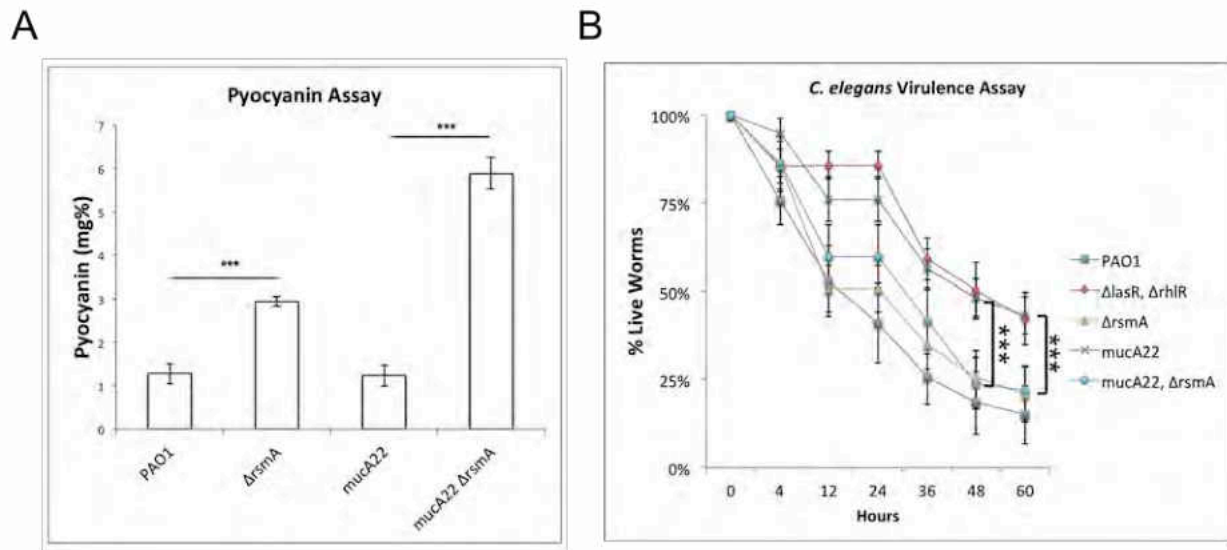 A
Pyocyanin Assay
Pyocyanin (mg%)
7
6
5
4
3
2
1
0
***
***
PAO1
ΔrsmA
mucA22
mucA22 ΔrsmA
B
C. elegans Virulence Assay
% Live Worms
100%
75%
50%
25%
0%
0 4 12 24 36 48 60
Hours
***
***
PAO1
ΔlasR, ΔrhlR
ΔrsmA
mucA22
mucA22, ΔrsmA